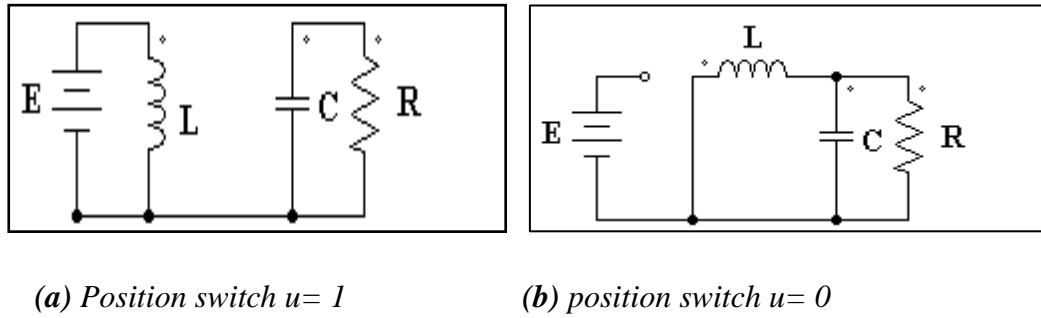 E L C R
L
E C R
(a) Position switch u= 1
(b) position switch u= 0